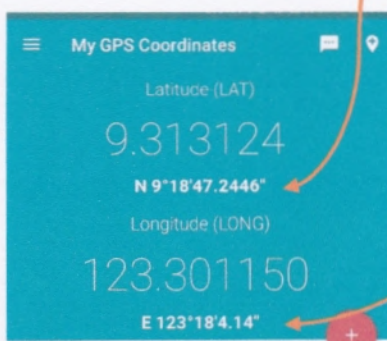 My GPS Coordinates
Latitude (LAT)
9.313124
N 9°18'47.2446"
Longitude (LONG)
123.301150
E 123°18'4.14"
+